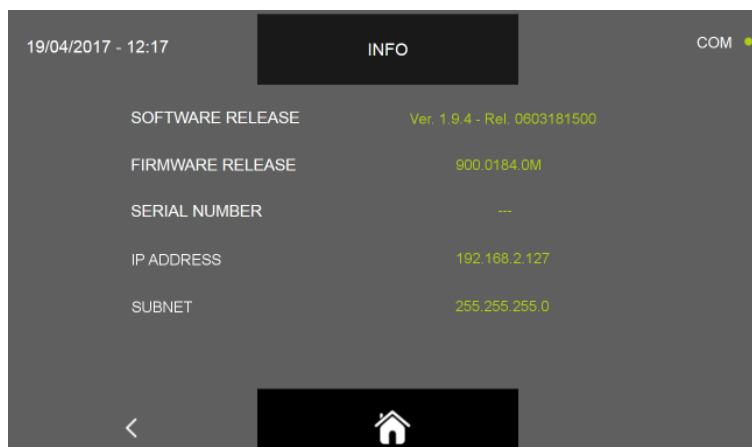 19/04/2017 - 12:17 INFO COM
SOFTWARE RELEASE Ver. 1.9.4 - Rel. 0603181500
FIRMWARE RELEASE 900.0184.0M
SERIAL NUMBER ---
IP ADDRESS 192.168.2.127
SUBNET 255.255.255.0